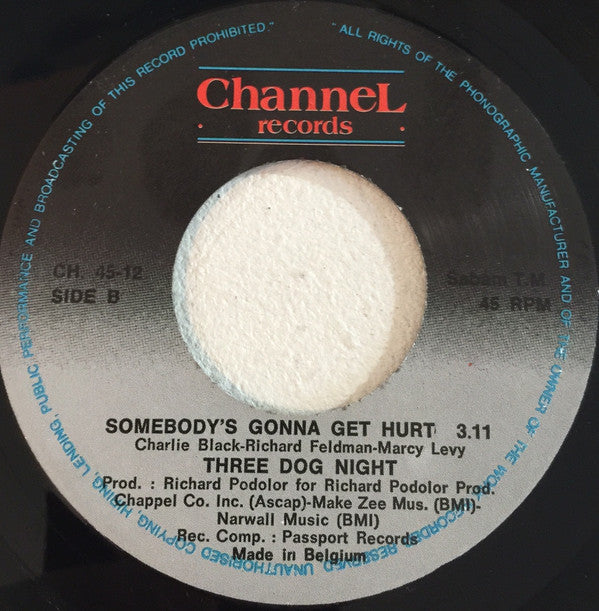 " ALL RIGHTS OF THE PHONOGRAPHIC MANUFACTURER AND OF THE OWNER OF THE WORK RECORDED RESERVED UNAUTHORISED COPYING HIRING, LENDING, PUBLIC PERFORMANCE AND BROADCASTING OF THIS RECORD PROHIBITED."
ChanneL
· records ·
CH. 45-12
SIDE B
Sabam T.M.
45 RPM
SOMEBODY'S GONNA GET HURT 3.11
Charlie Black-Richard Feldman-Marcy Levy
THREE DOG NIGHT
Prod. : Richard Podolor for Richard Podolor Prod.
Chappel Co. Inc. (Ascap)-Make Zee Mus. (BMI)-
Narwall Music (BMI)
Rec. Comp. : Passport Records
Made in Belgium